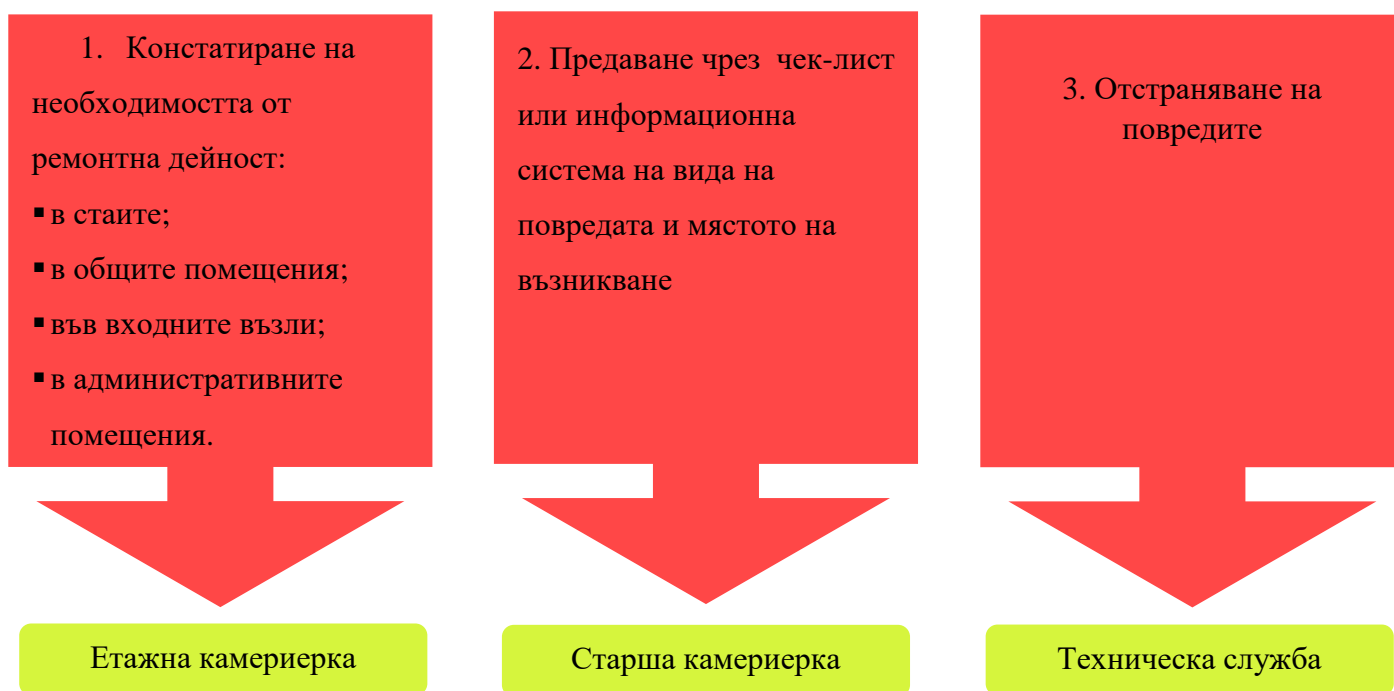 1. Констатиране на
необходимостта от
ремонтна дейност:
▪ в стаите;
▪ в общите помещения;
▪ във входните възли;
▪ в административните
помещения.
Етажна камериерка
2. Предаване чрез чек-лист
или информационна
система на вида на
повредата и мястото на
възникване
Старша камериерка
3. Отстраняване на
повредите
Техническа служба